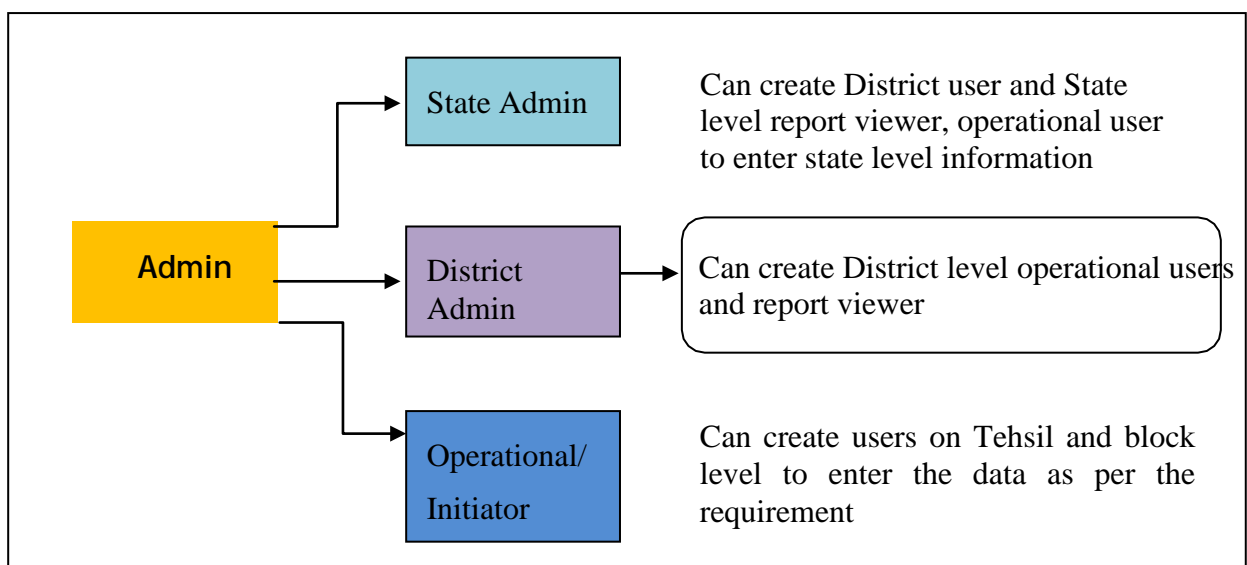 Admin
State Admin
Can create District user and State
level report viewer, operational user
to enter state level information
District
Admin
Can create District level operational users
and report viewer
Operational/
Initiator
Can create users on Tehsil and block
level to enter the data as per the
requirement